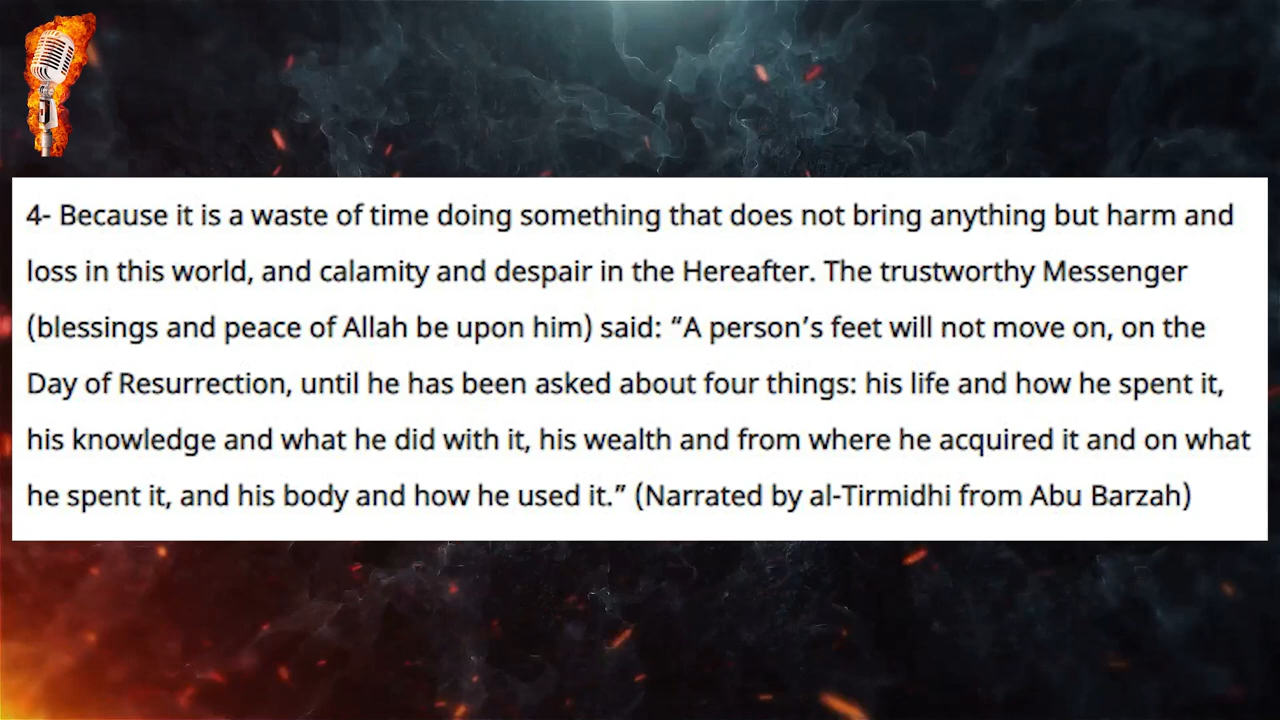 4- Because it is a waste of time doing something that does not bring anything but harm and
loss in this world, and calamity and despair in the Hereafter. The trustworthy Messenger
(blessings and peace of Allah be upon him) said: “A person’s feet will not move on, on the
Day of Resurrection, until he has been asked about four things: his life and how he spent it,
his knowledge and what he did with it, his wealth and from where he acquired it and on what
he spent it, and his body and how he used it.” (Narrated by al-Tirmidhi from Abu Barzah)